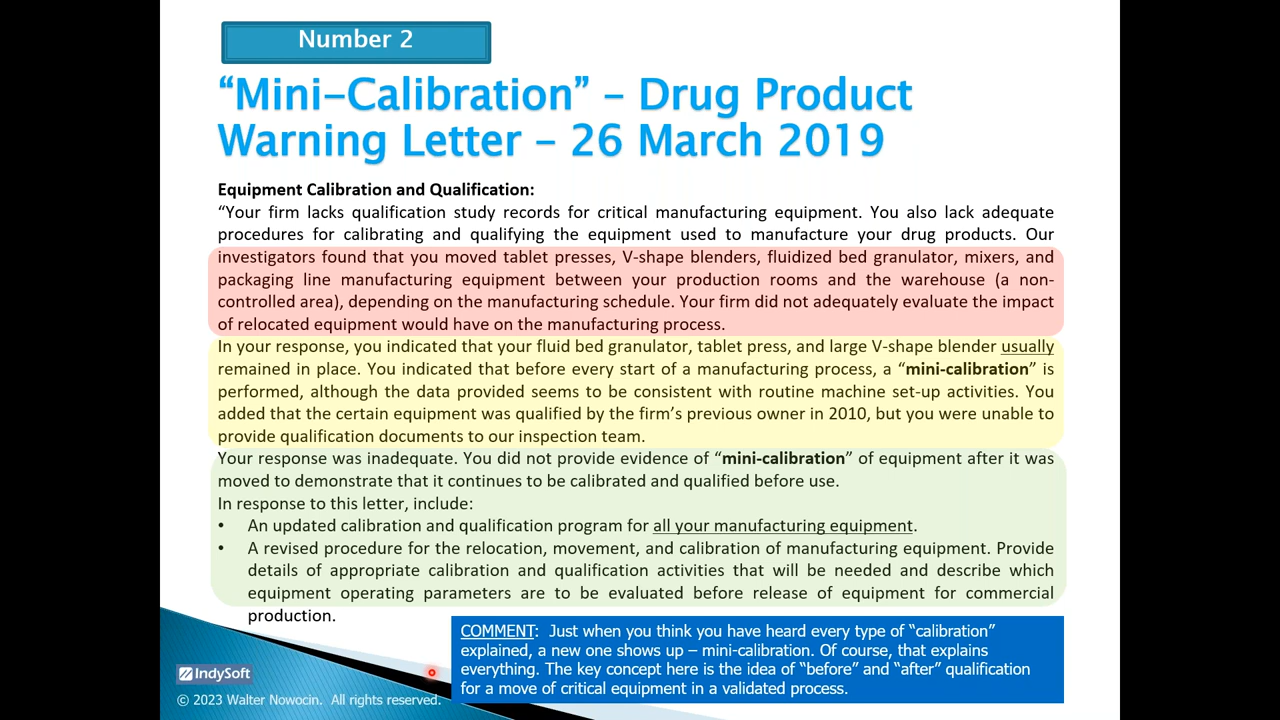 Number 2
“Mini-Calibration” – Drug Product
Warning Letter – 26 March 2019
Equipment Calibration and Qualification:
“Your firm lacks qualification study records for critical manufacturing equipment. You also lack adequate
procedures for calibrating and qualifying the equipment used to manufacture your drug products. Our
investigators found that you moved tablet presses, V-shape blenders, fluidized bed granulator, mixers, and
packaging line manufacturing equipment between your production rooms and the warehouse (a non-
controlled area), depending on the manufacturing schedule. Your firm did not adequately evaluate the impact
of relocated equipment would have on the manufacturing process.
In your response, you indicated that your fluid bed granulator, tablet press, and large V-shape blender usually
remained in place. You indicated that before every start of a manufacturing process, a “mini-calibration” is
performed, although the data provided seems to be consistent with routine machine set-up activities. You
added that the certain equipment was qualified by the firm’s previous owner in 2010, but you were unable to
provide qualification documents to our inspection team.
Your response was inadequate. You did not provide evidence of “mini-calibration” of equipment after it was
moved to demonstrate that it continues to be calibrated and qualified before use.
In response to this letter, include:
• An updated calibration and qualification program for all your manufacturing equipment.
• A revised procedure for the relocation, movement, and calibration of manufacturing equipment. Provide
details of appropriate calibration and qualification activities that will be needed and describe which
equipment operating parameters are to be evaluated before release of equipment for commercial
production.
COMMENT: Just when you think you have heard every type of “calibration”
explained, a new one shows up – mini-calibration. Of course, that explains
everything. The key concept here is the idea of “before” and “after” qualification
for a move of critical equipment in a validated process.
IndySoft
© 2023 Walter Nowocin. All rights reserved.